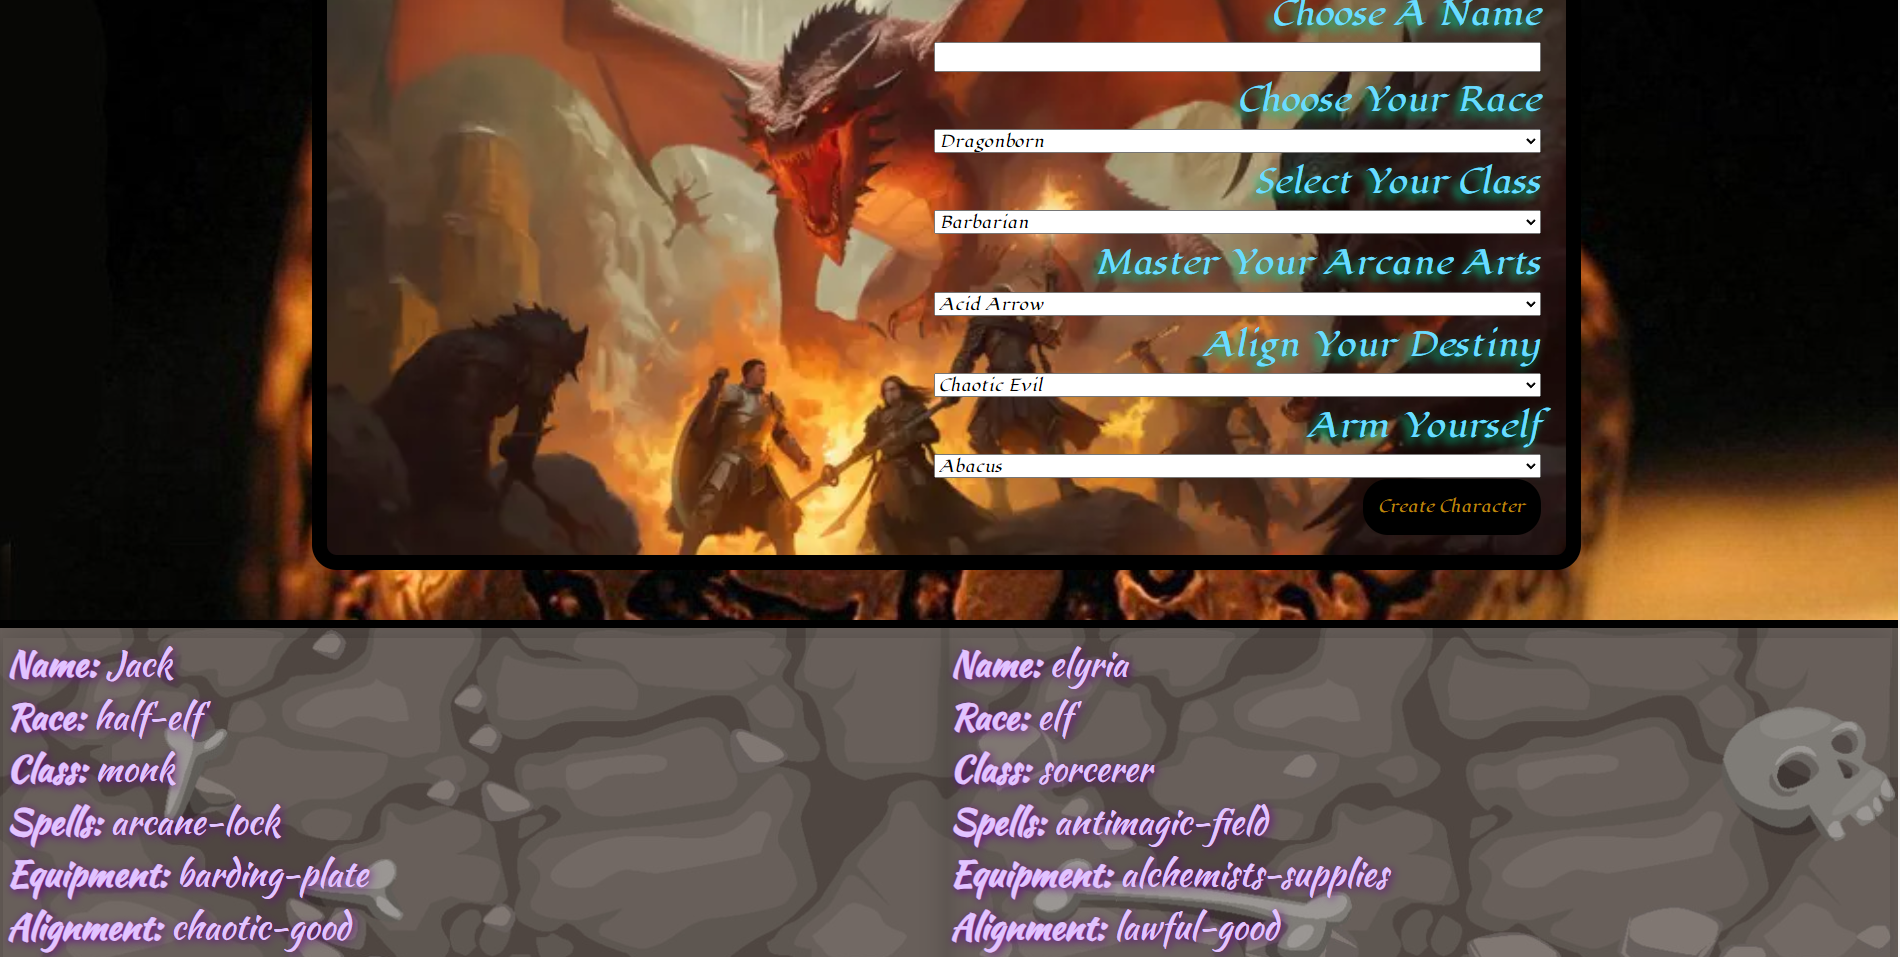 Choose A Name
Choose Your Race
Dragonborn
Select Your Class
Barbarian
Master Your Arcane Arts
Acid Arrow
Align Your Destiny
Chaotic Evil
Arm Yourself
Abacus
Create Character
Name: Jack
Race: half-elf
Class: monk
Spells: arcane-lock
Equipment: barding-plate
Alignment: chaotic-good
Name: elyria
Race: elf
Class: sorcerer
Spells: antimagic-field
Equipment: alchemists-supplies
Alignment: lawful-good